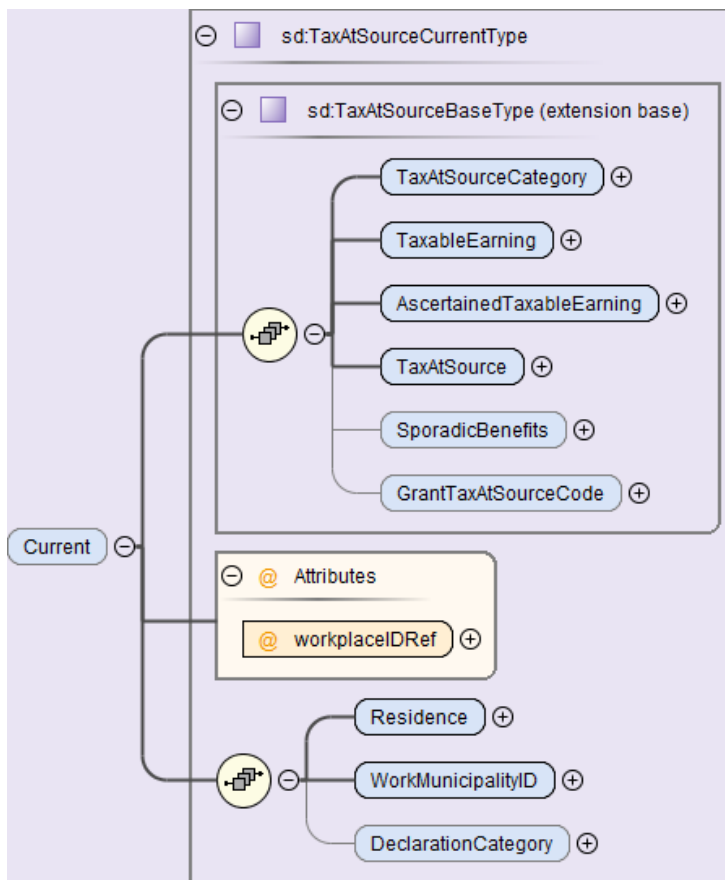 sd:TaxAtSourceCurrentType
sd:TaxAtSourceBaseType (extension base)
TaxAtSourceCategory
TaxableEarning
AscertainedTaxableEarning
TaxAtSource
SporadicBenefits
GrantTaxAtSourceCode
Current
@ Attributes
@ workplaceIDRef
Residence
WorkMunicipalityID
DeclarationCategory